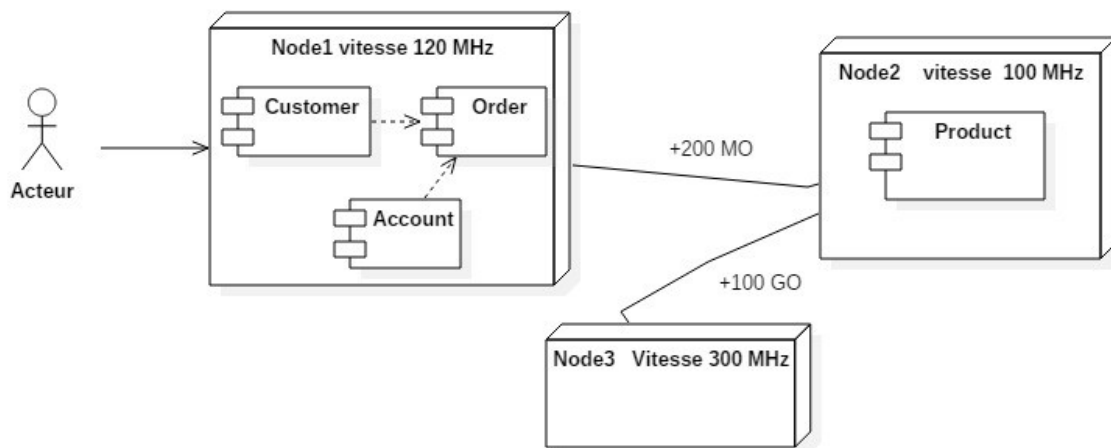 Node1 vitesse 120 MHz
Customer
Order
Account
Acteur
+200 MO
Node2 vitesse 100 MHz
Product
+100 GO
Node3 Vitesse 300 MHz